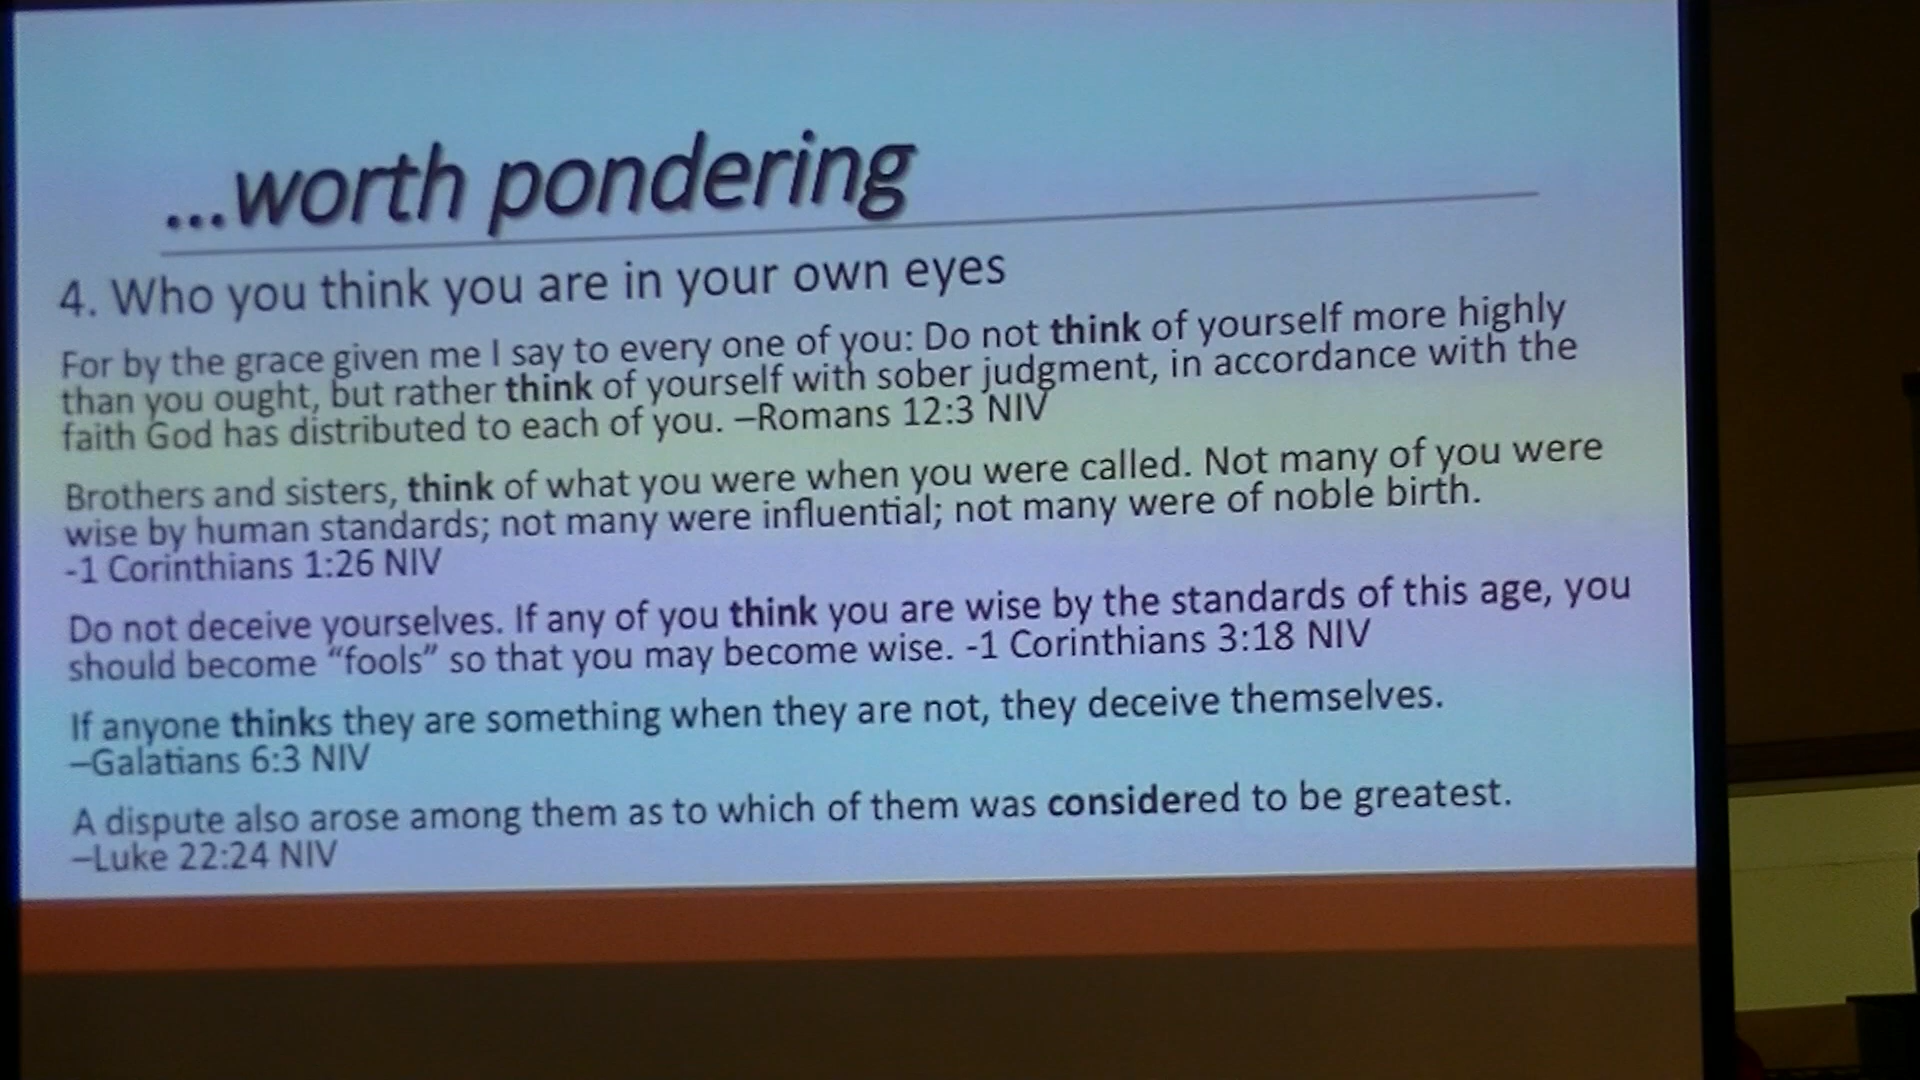 ...worth pondering
4. Who you think you are in your own eyes
For by the grace given me I say to every one of you: Do not think of yourself more highly
than you ought, but rather think of yourself with sober judgment, in accordance with the
faith God has distributed to each of you. –Romans 12:3 NIV
Brothers and sisters, think of what you were when you were called. Not many of you were
wise by human standards; not many were influential; not many were of noble birth.
-1 Corinthians 1:26 NIV
Do not deceive yourselves. If any of you think you are wise by the standards of this age, you
should become “fools” so that you may become wise. -1 Corinthians 3:18 NIV
If anyone thinks they are something when they are not, they deceive themselves.
–Galatians 6:3 NIV
A dispute also arose among them as to which of them was considered to be greatest.
–Luke 22:24 NIV